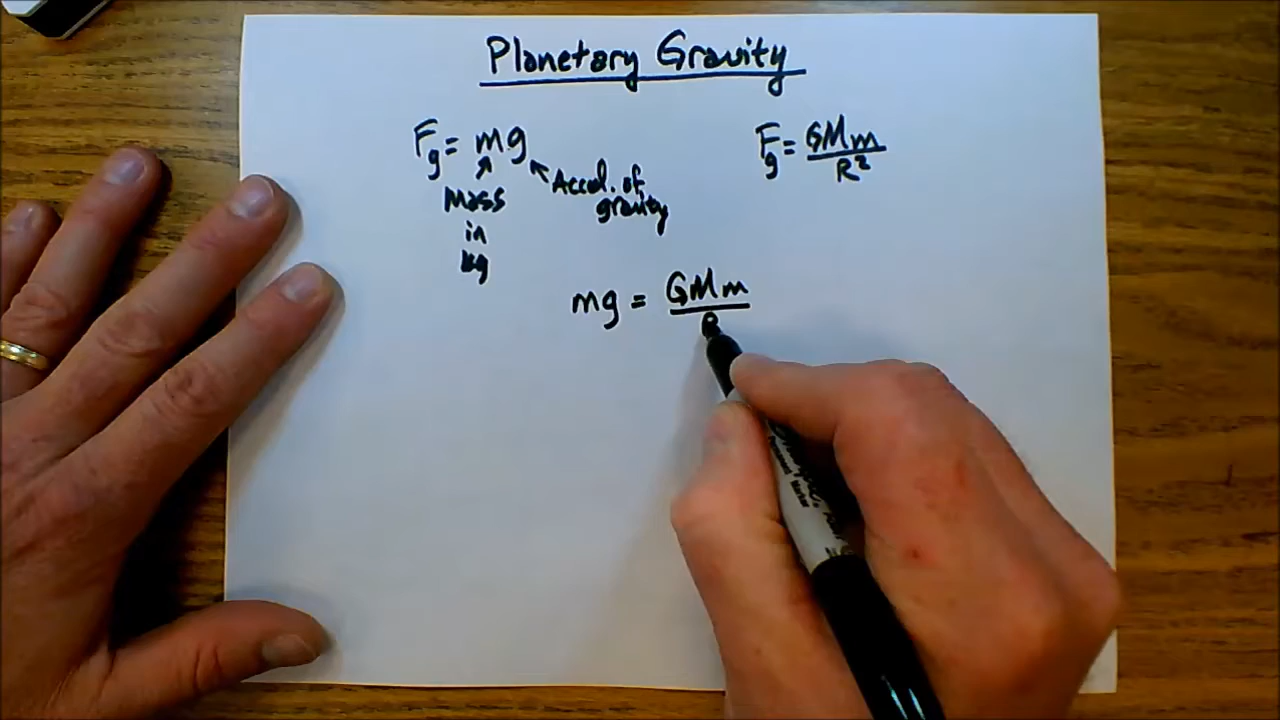 Planetary Gravity
Fg = mg
Mass
in
kg
Accel. of
gravity
Fg = GMm
R²
mg = GMm